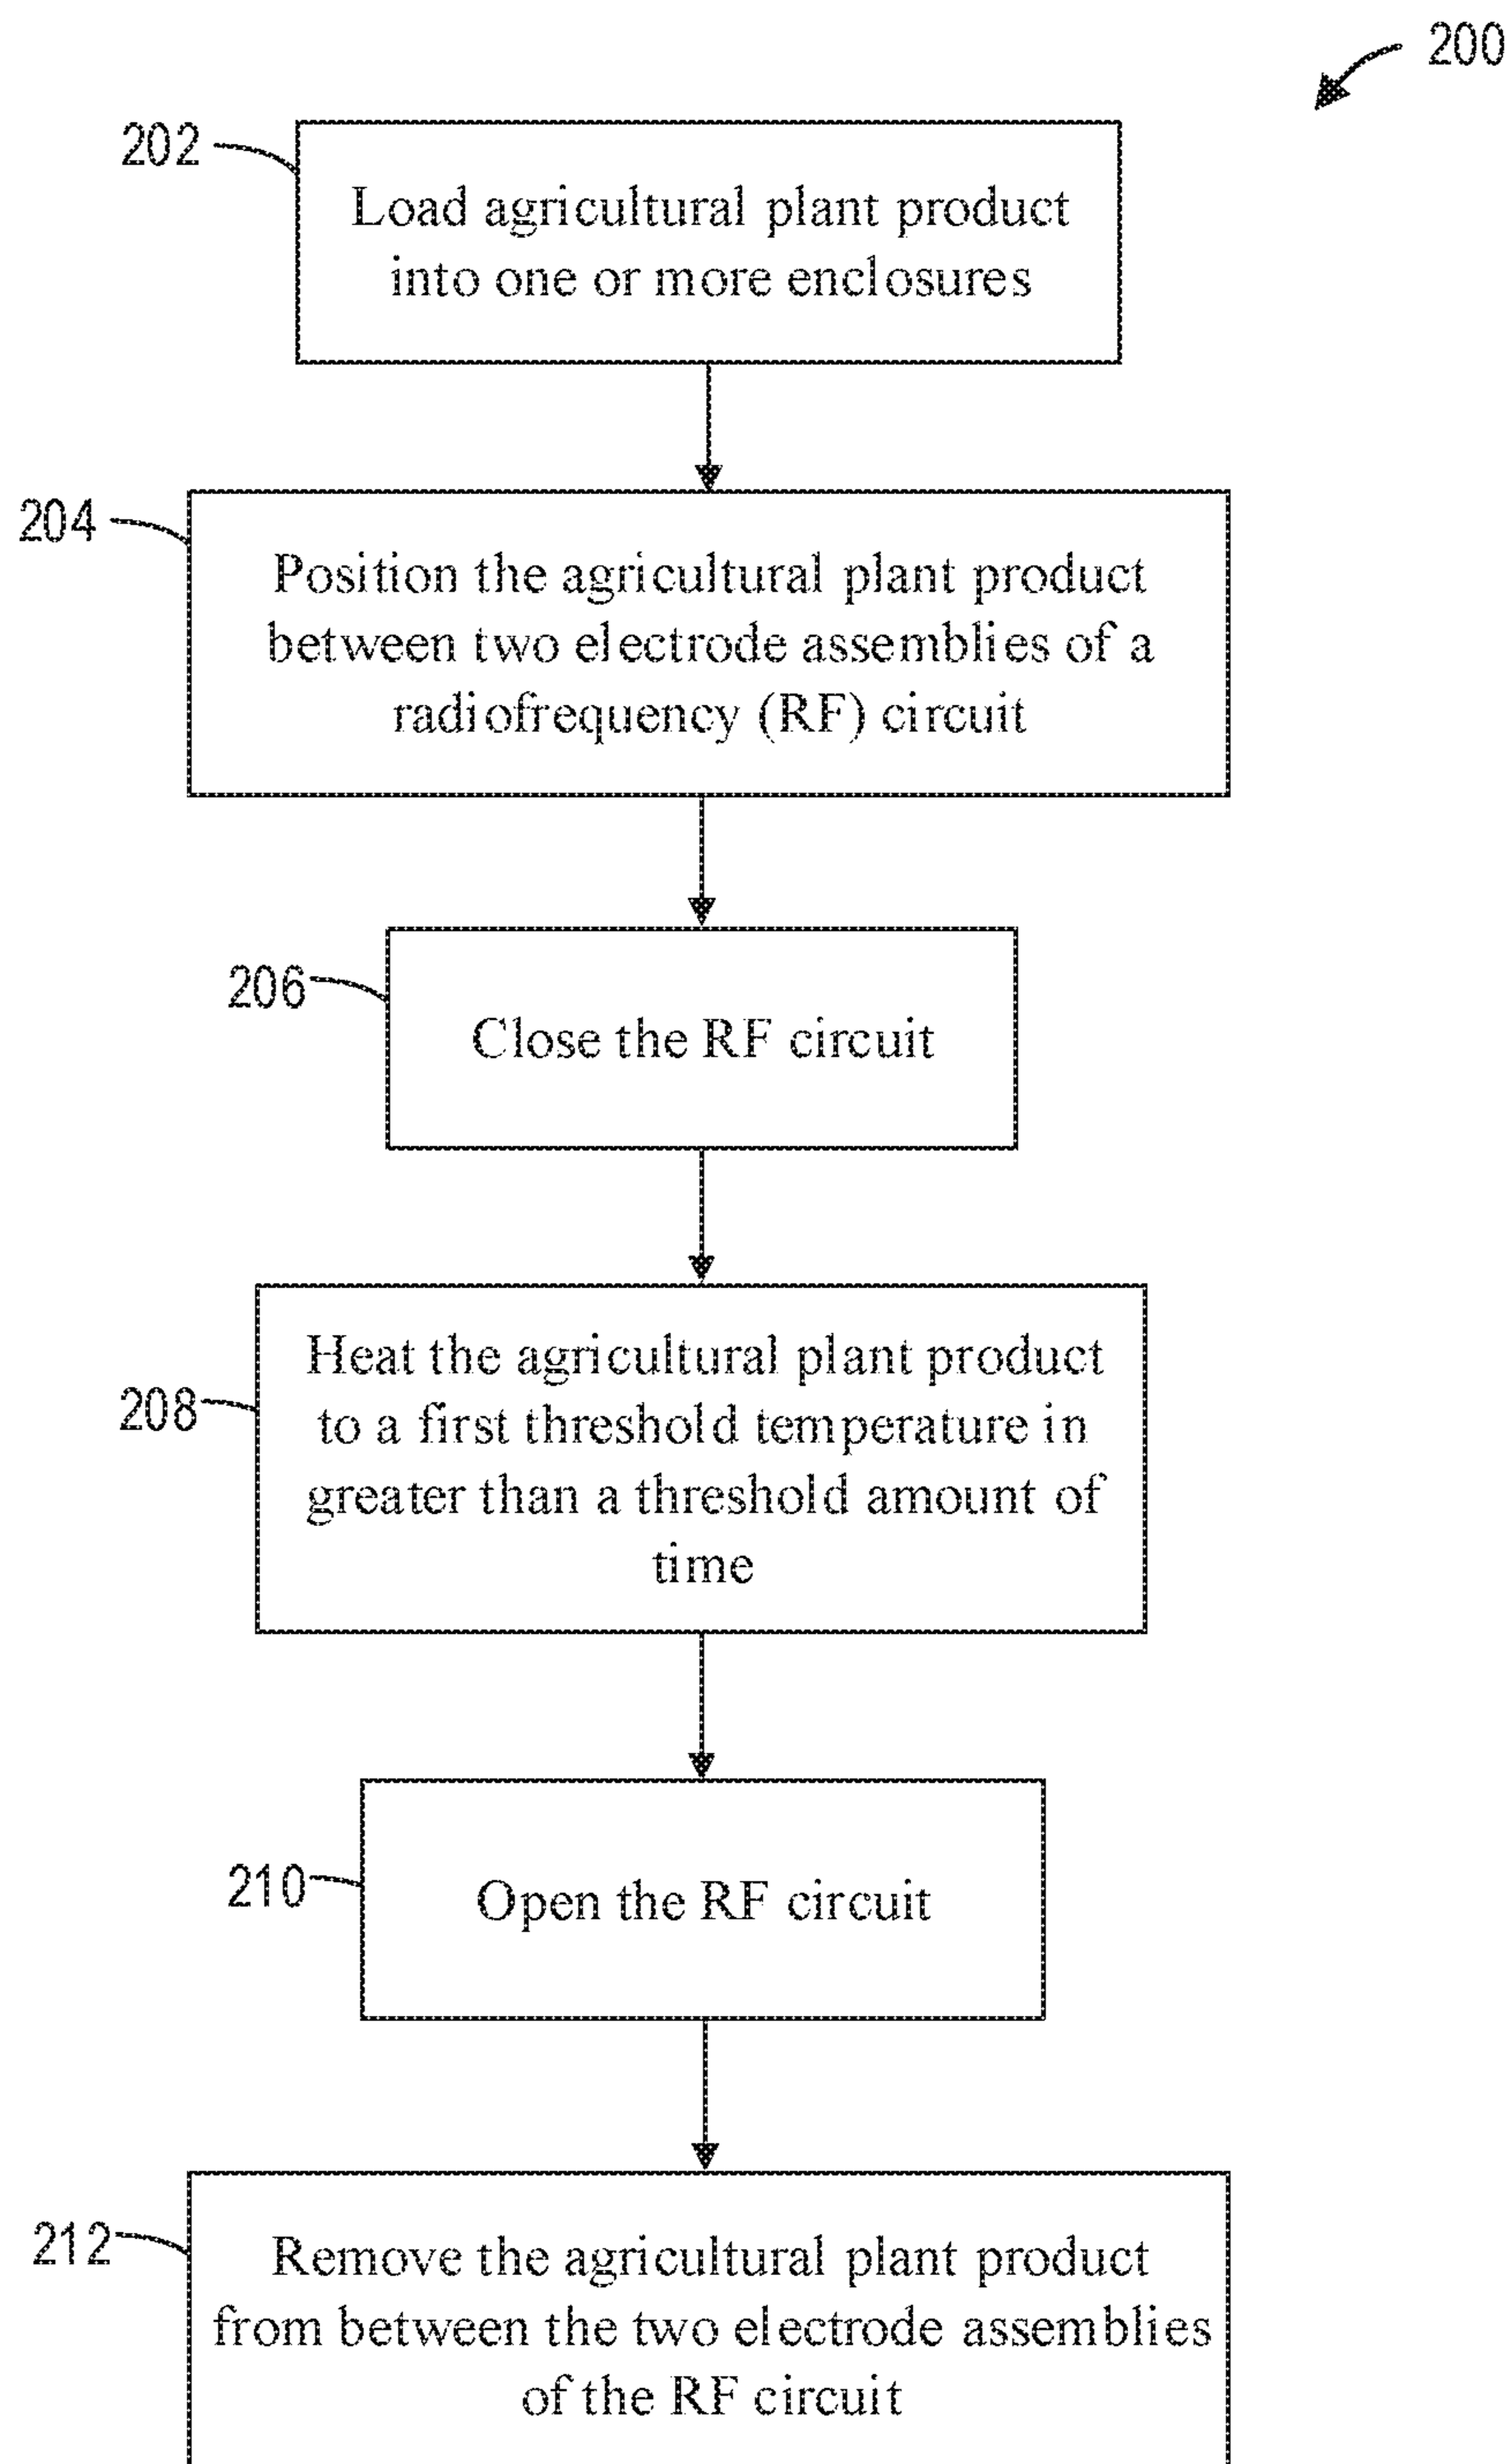 200
202
Load agricultural plant product
into one or more enclosures
204
Position the agricultural plant product
between two electrode assemblies of a
radiofrequency (RF) circuit
206
Close the RF circuit
208
Heat the agricultural plant product
to a first threshold temperature in
greater than a threshold amount of
time
210
Open the RF circuit
212
Remove the agricultural plant product
from between the two electrode assemblies
of the RF circuit